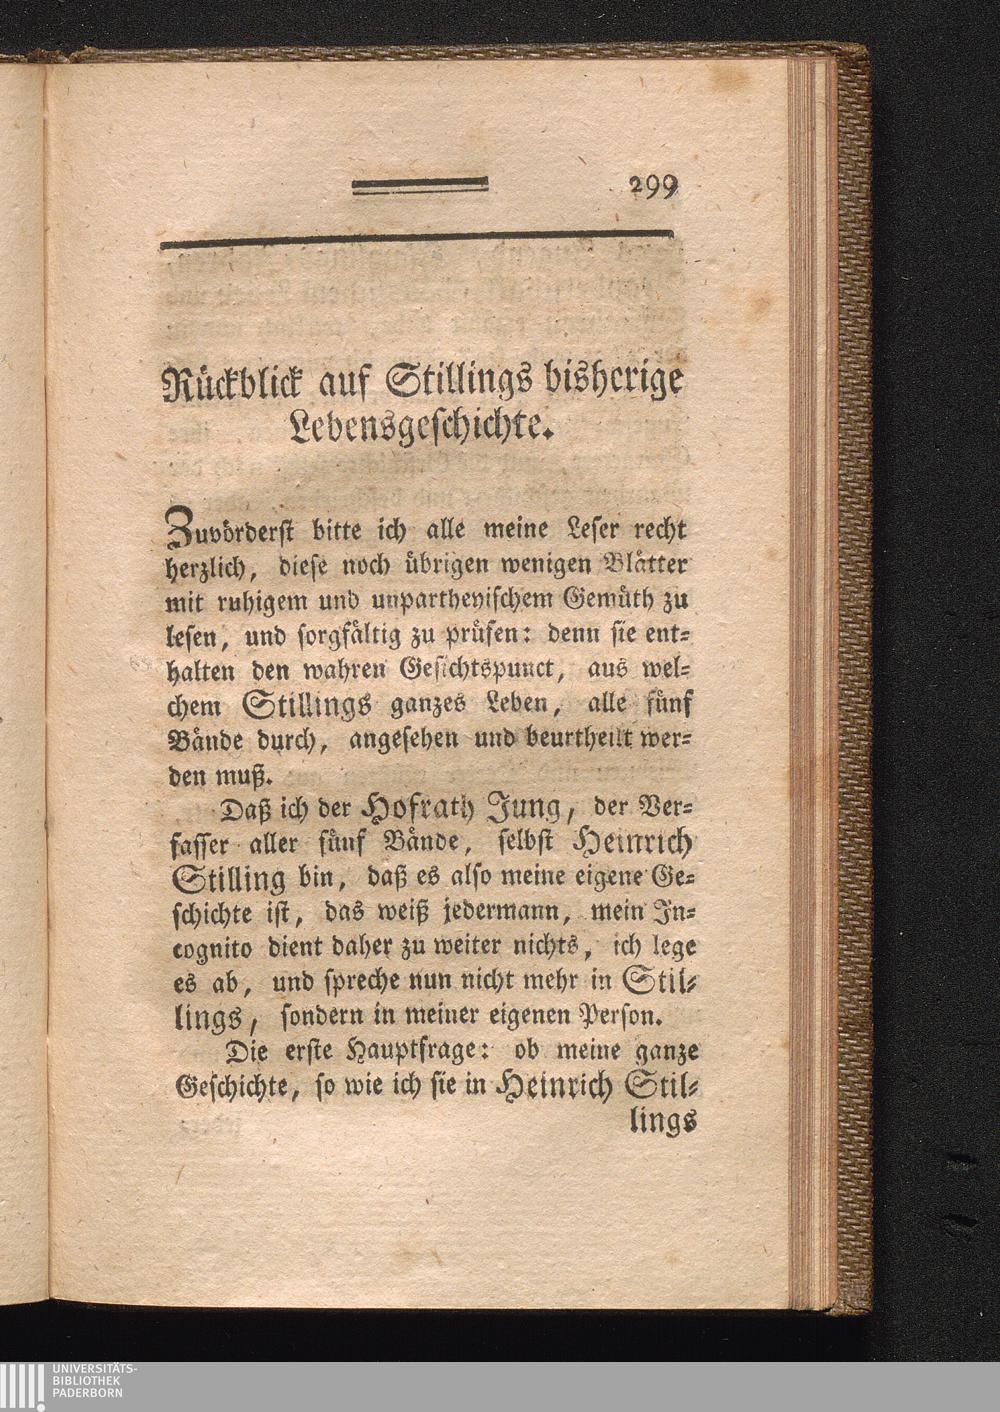 299
Rückblick auf Stillings bisherige
Lebensgeschichte.
Zuvörderst bitte ich alle meine Leser recht
herzlich, diese noch übrigen wenigen Blätter
mit ruhigem und unpartheyischem Gemüth zu
lesen, und sorgfältig zu prüfen: denn sie ent-
halten den wahren Gesichtspunct, aus wel-
chem Stillings ganzes Leben, alle fünf
Bände durch, angesehen und beurtheilt wer-
den muß.
Daß ich der Hofrath Jung, der Ver-
fasser aller fünf Bände, selbst Heinrich
Stilling bin, daß es also meine eigene Ge-
schichte ist, das weiß jedermann, mein In-
cognito dient daher zu weiter nichts, ich lege
es ab, und spreche nun nicht mehr in Stil-
lings, sondern in meiner eigenen Person.
Die erste Hauptfrage: ob meine ganze
Geschichte, so wie ich sie in Heinrich Stil-
lings
UNIVERSITÄTS-
BIBLIOTHEK
PADERBORN